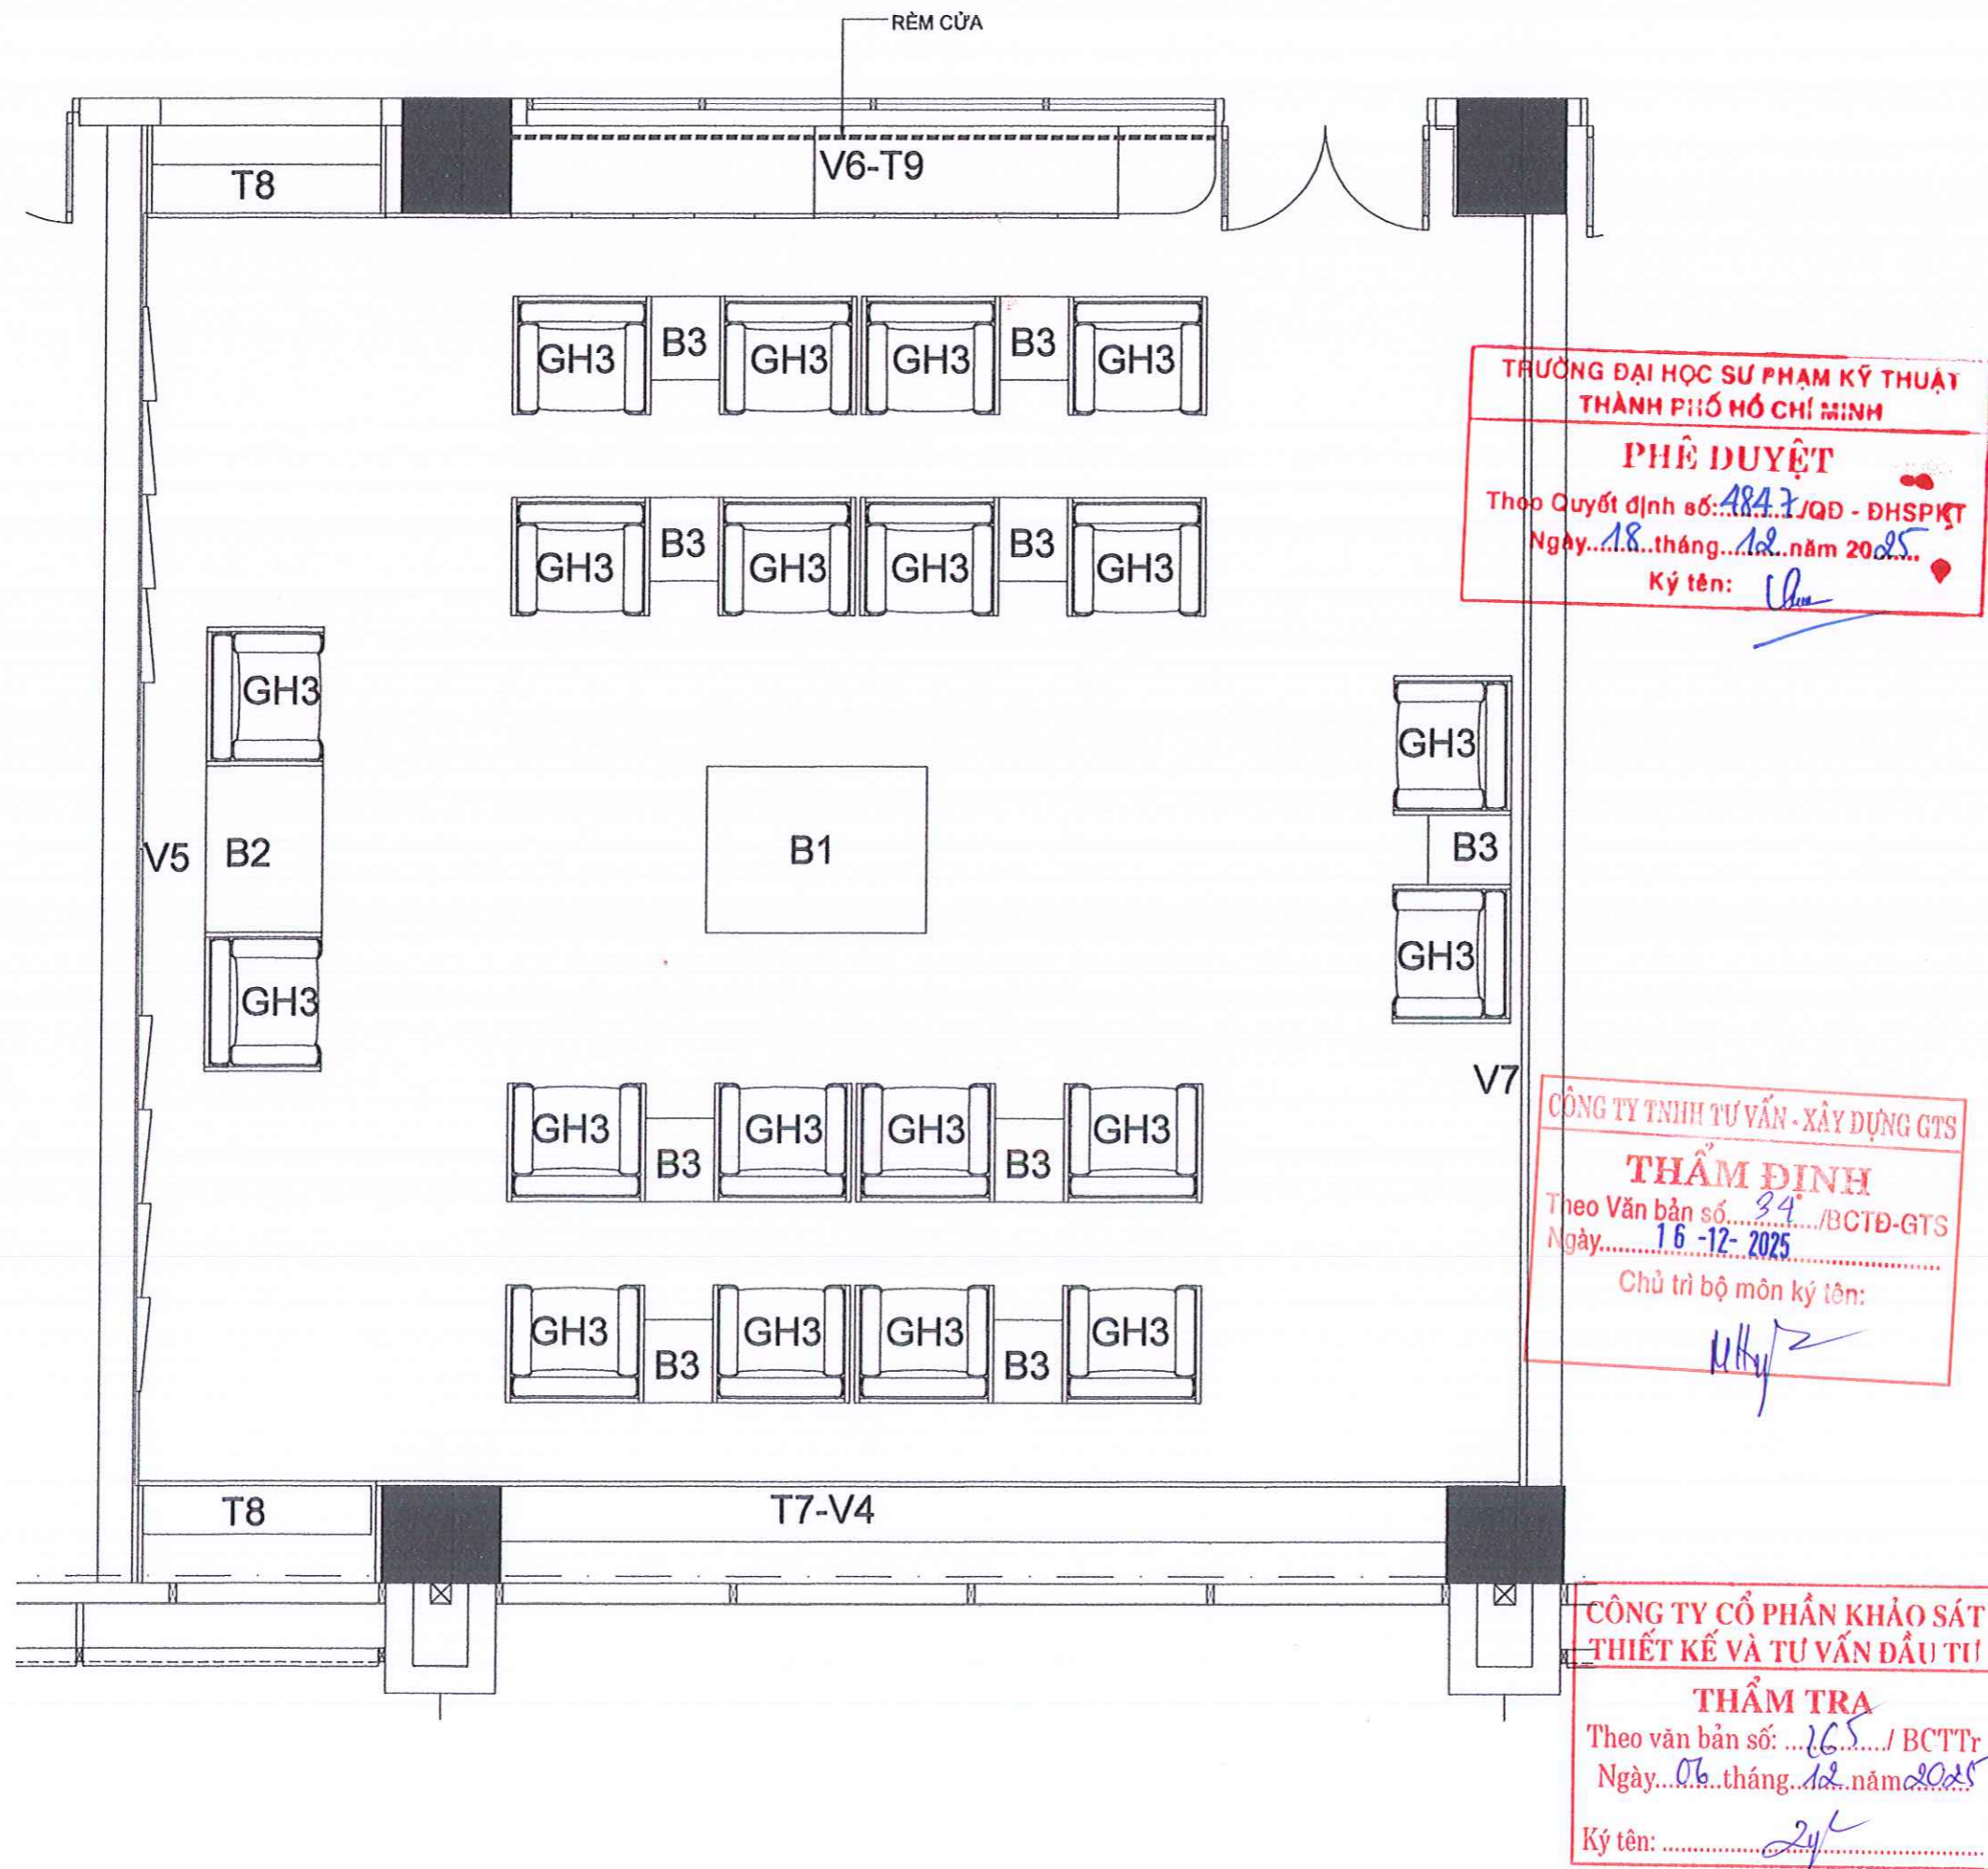 RÈM CỬA
T8
V6-T9
GH3 B3 GH3 GH3 B3 GH3
GH3 B3 GH3 GH3 B3 GH3
TRƯỜNG ĐẠI HỌC SƯ PHẠM KỸ THUẬT
THÀNH PHỐ HỒ CHÍ MINH
PHÊ DUYỆT
Theo Quyết định số: 4847/QĐ - ĐHSPKT
Ngày...18..tháng...12...năm 20.25...
Ký tên:
GH3
GH3
V5 B2
B1
B3
GH3
GH3
V7
GH3 B3 GH3 GH3 B3 GH3
CÔNG TY TNHH TƯ VẤN - XÂY DỰNG GTS
THẨM ĐỊNH
Theo Văn bản số....34..../BCTĐ-GTS
Ngày........16 -12- 2025
Chủ trì bộ môn ký tên:
GH3 B3 GH3 GH3 B3 GH3
T8
T7-V4
CÔNG TY CỔ PHẦN KHẢO SÁT
THIẾT KẾ VÀ TƯ VẤN ĐẦU TƯ
THẨM TRA
Theo văn bản số: ...265...../ BCTTr
Ngày...06...tháng..12..năm 2025
Ký tên: